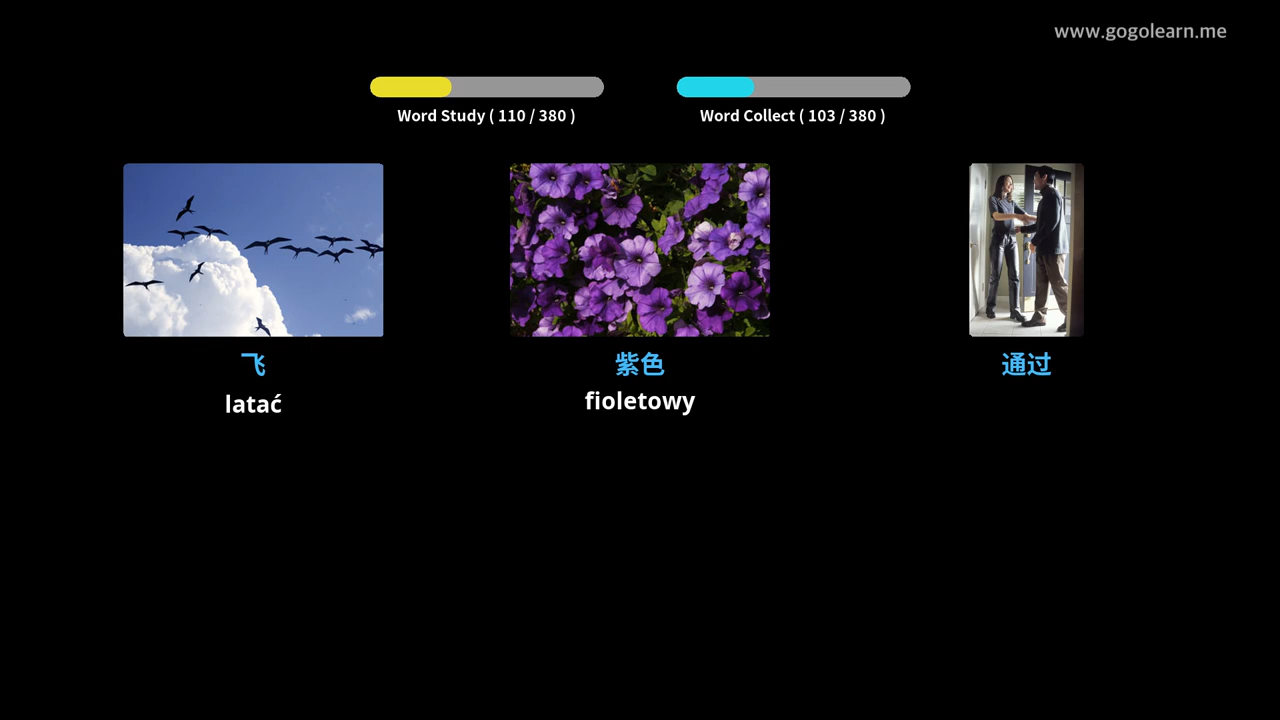 www.gogolearn.me
Word Study ( 110 / 380 )
Word Collect ( 103 / 380 )
飞
紫色
通过
latać
fioletowy